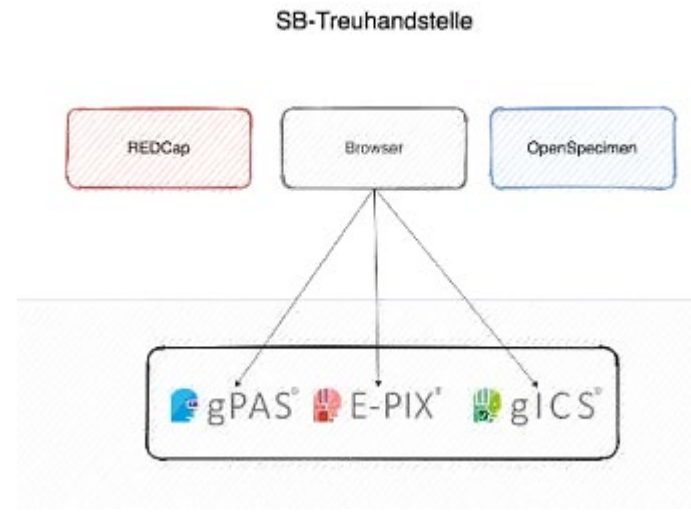 SB-Treuhandstelle
REDCap
Browser
OpenSpecimen
gPAS® E-PIX® gICS®